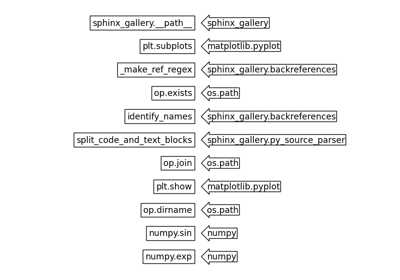 sphinx_gallery.__path__ sphinx_gallery
plt.subplots matplotlib.pyplot
_make_ref_regex sphinx_gallery.backreferences
op.exists os.path
identify_names sphinx_gallery.backreferences
split_code_and_text_blocks sphinx_gallery.py_source_parser
op.join os.path
plt.show matplotlib.pyplot
op.dirname os.path
numpy.sin numpy
numpy.exp numpy